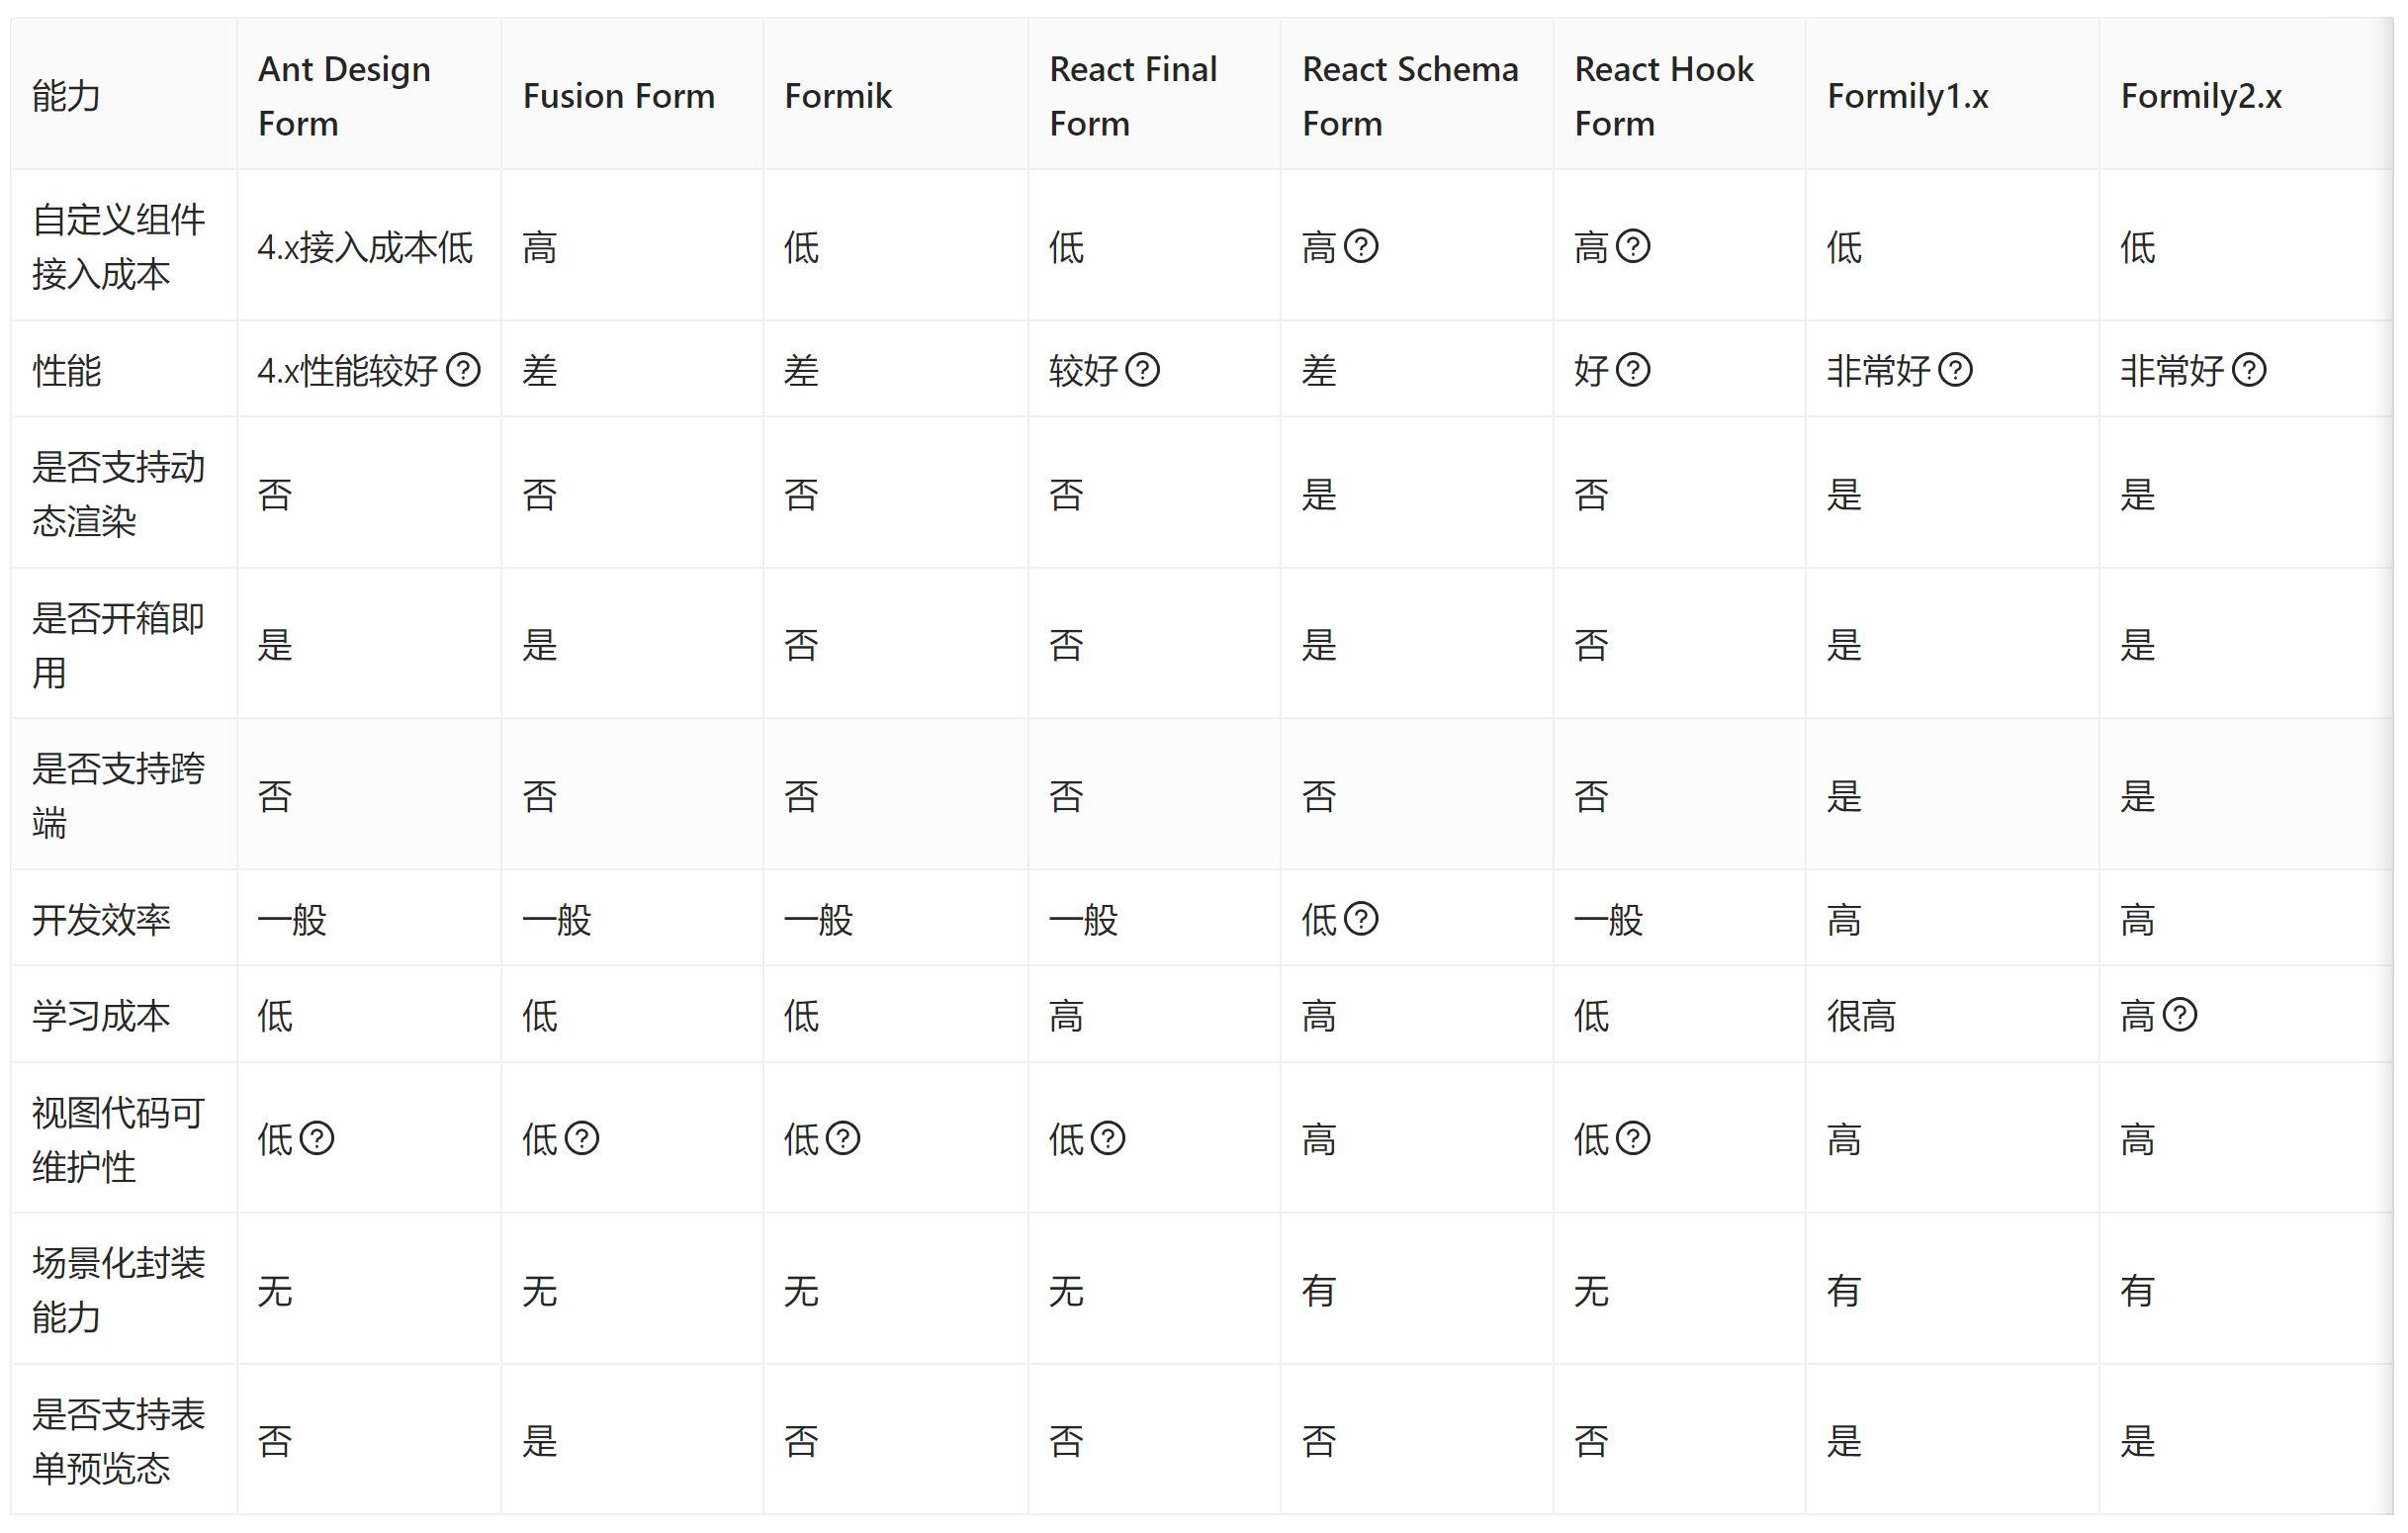 能力
Ant Design
Form
Fusion Form
Formik
React Final
Form
React Schema
Form
React Hook
Form
Formily1.x
Formily2.x
自定义组件
接入成本
4.x接入成本低
高
低
低
高?
高?
低
低
性能
4.x性能较好?
差
差
较好?
差
好?
非常好?
非常好?
是否支持动
态渲染
否
否
否
否
是
否
是
是
是否开箱即
用
是
是
否
否
是
否
是
是
是否支持跨
端
否
否
否
否
否
否
是
是
开发效率
一般
一般
一般
一般
低?
一般
高
高
学习成本
低
低
低
高
高
低
很高
高?
视图代码可
维护性
低?
低?
低?
低?
高
低?
高
高
场景化封装
能力
无
无
无
无
有
无
有
有
是否支持表
单预览态
否
是
否
否
否
否
是
是